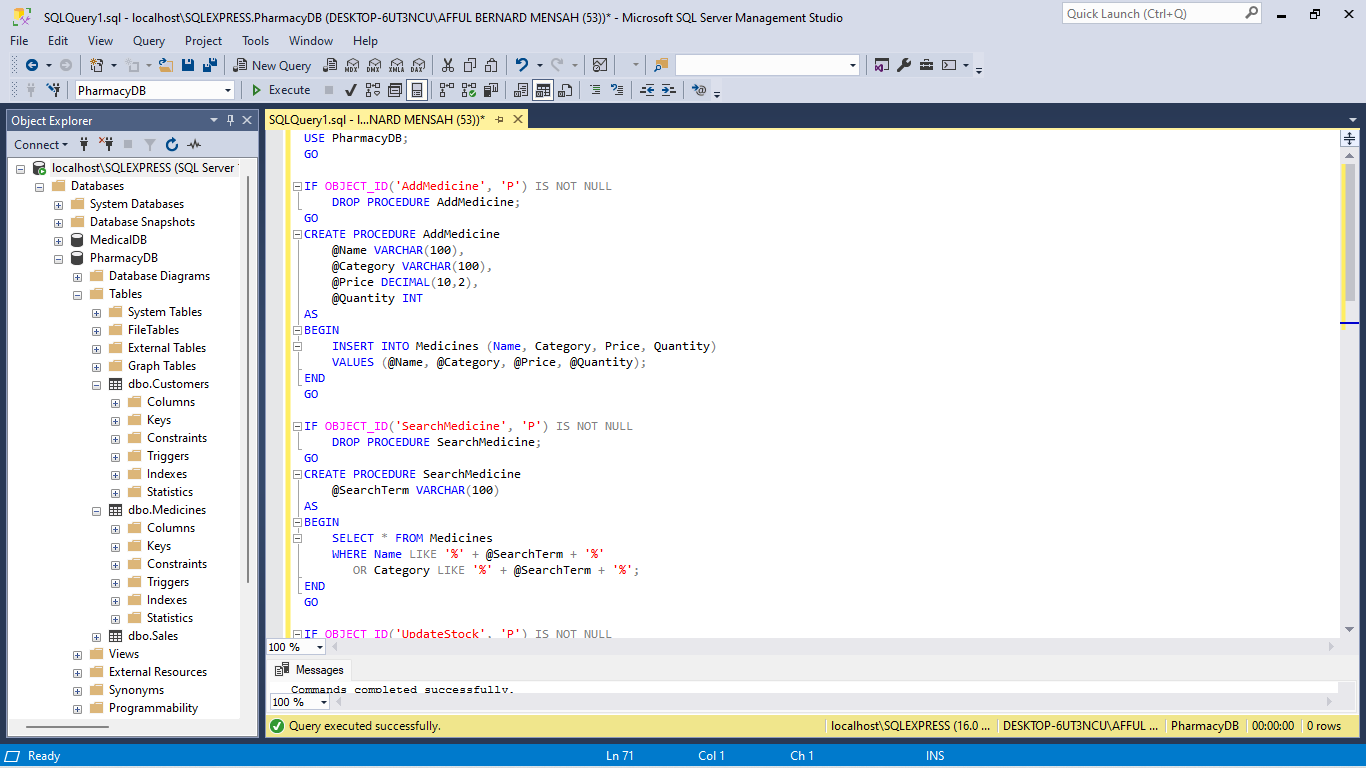 SQLQuery1.sql - localhost\SQLEXPRESS.PharmacyDB (DESKTOP-6UT3NCU\AFFUL BERNARD MENSAH (53))* - Microsoft SQL Server Management Studio
Quick Launch (Ctrl+Q)
File Edit View Query Project Tools Window Help
New Query
MDX DMX XMLA DAX
PharmacyDB
Execute
Object Explorer
Connect
localhost\SQLEXPRESS (SQL Server
Databases
System Databases
Database Snapshots
MedicalDB
PharmacyDB
Database Diagrams
Tables
System Tables
FileTables
External Tables
Graph Tables
dbo.Customers
Columns
Keys
Constraints
Triggers
Indexes
Statistics
dbo.Medicines
Columns
Keys
Constraints
Triggers
Indexes
Statistics
dbo.Sales
Views
External Resources
Synonyms
Programmability
SQLQuery1.sql - l...NARD MENSAH (53))*
USE PharmacyDB;
GO
IF OBJECT_ID('AddMedicine', 'P') IS NOT NULL
DROP PROCEDURE AddMedicine;
GO
CREATE PROCEDURE AddMedicine
@Name VARCHAR(100),
@Category VARCHAR(100),
@Price DECIMAL(10,2),
@Quantity INT
AS
BEGIN
INSERT INTO Medicines (Name, Category, Price, Quantity)
VALUES (@Name, @Category, @Price, @Quantity);
END
GO
IF OBJECT_ID('SearchMedicine', 'P') IS NOT NULL
DROP PROCEDURE SearchMedicine;
GO
CREATE PROCEDURE SearchMedicine
@SearchTerm VARCHAR(100)
AS
BEGIN
SELECT * FROM Medicines
WHERE Name LIKE '%' + @SearchTerm + '%'
OR Category LIKE '%' + @SearchTerm + '%';
END
GO
IF OBJECT_ID('UpdateStock', 'P') IS NOT NULL
100 %
Messages
Commands completed successfully.
100 %
Query executed successfully.
localhost\SQLEXPRESS (16.0 ... DESKTOP-6UT3NCU\AFFUL ... PharmacyDB 00:00:00 0 rows
Ready Ln 71 Col 1 Ch 1 INS